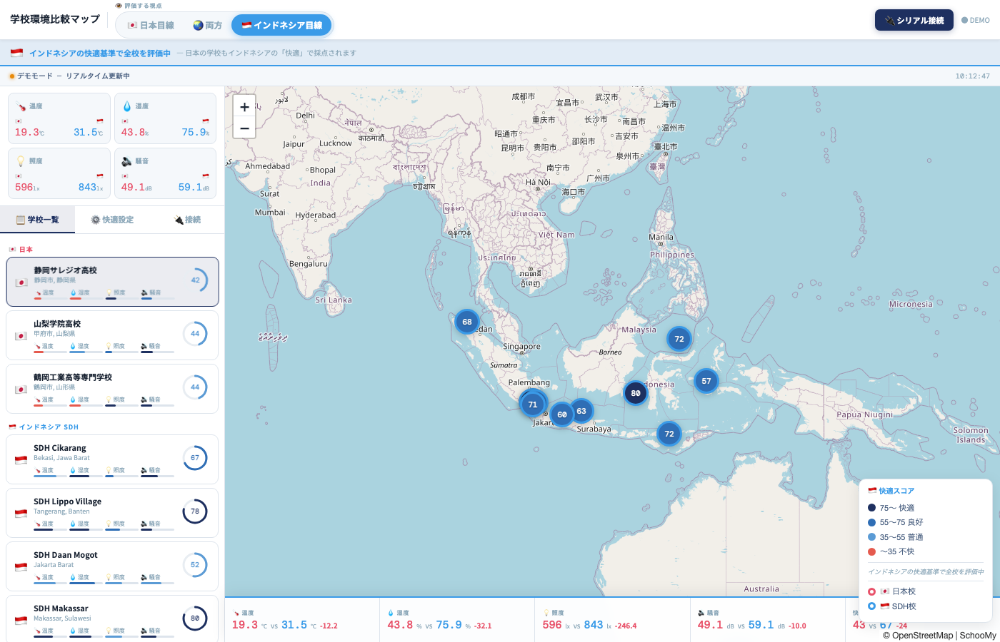 学校環境比較マップ
評価する視点
日本目線
両方
インドネシア目線
シリアル接続
DEMO
インドネシアの快適基準で全校を評価中 — 日本の学校もインドネシアの「快適」で採点されます
デモモード — リアルタイム更新中
10:12:47
温度
19.3℃ 31.5℃
湿度
43.8% 75.9%
照度
596lx 843lx
騒音
49.1dB 59.1dB
学校一覧
快適設定
接続
日本
静岡サレジオ高校
静岡市, 静岡県
温度 湿度 照度 騒音
42
山梨学院高校
甲府市, 山梨県
温度 湿度 照度 騒音
44
鶴岡工業高等専門学校
鶴岡市, 山形県
温度 湿度 照度 騒音
44
インドネシア SDH
SDH Cikarang
Bekasi, Jawa Barat
温度 湿度 照度 騒音
67
SDH Lippo Village
Tangerang, Banten
温度 湿度 照度 騒音
78
SDH Daan Mogot
Jakarta Barat
温度 湿度 照度 騒音
52
SDH Makassar
Makassar, Sulawesi
温度 湿度 照度 騒音
80
+
−
لاہور
成都市
武汉市
宜昌市
上海市
Delhi
नेपाल
重庆市
长沙市
南昌市
温州市
昭通市
邵阳市
吉安市
Jaipur
Lucknow
काठमाडौं
昆明市
贵阳市
泉州市
臺北市
臺灣
Ahmedabad
Bhopal
বাংলাদেশ
南宁市
广州市
India
চট্টগ্রাম
Hà Nội
海口市
Surat
Mumbai
Hyderabad
မြန်မာ
ประเทศลาว
ရန်ကုန်
Việt Nam
Manila
Philippines
Bengaluru
ประเทศไทย
រាជធានី
ភ្នំពេញ
Sri Lanka
Micronesia
68
dan
Malaysia
72
Singapore
Borneo
Sumatra
Palembang
donesia
57
80
71
60
63
Jakar
Surabaya
72
Papua Niugini
Solomon
Islands
Australia
快適スコア
75〜 快適
55〜75 良好
35〜55 普通
〜35 不快
インドネシアの快適基準で全校を評価中
日本校
SDH校
温度
19.3 ℃ VS 31.5 ℃ -12.2
湿度
43.8 % VS 75.9 % -32.1
照度
596 lx VS 843 lx -246.4
騒音
49.1 dB VS 59.1 dB -10.0
快
43 VS 67 -24
© OpenStreetMap | SchooMy